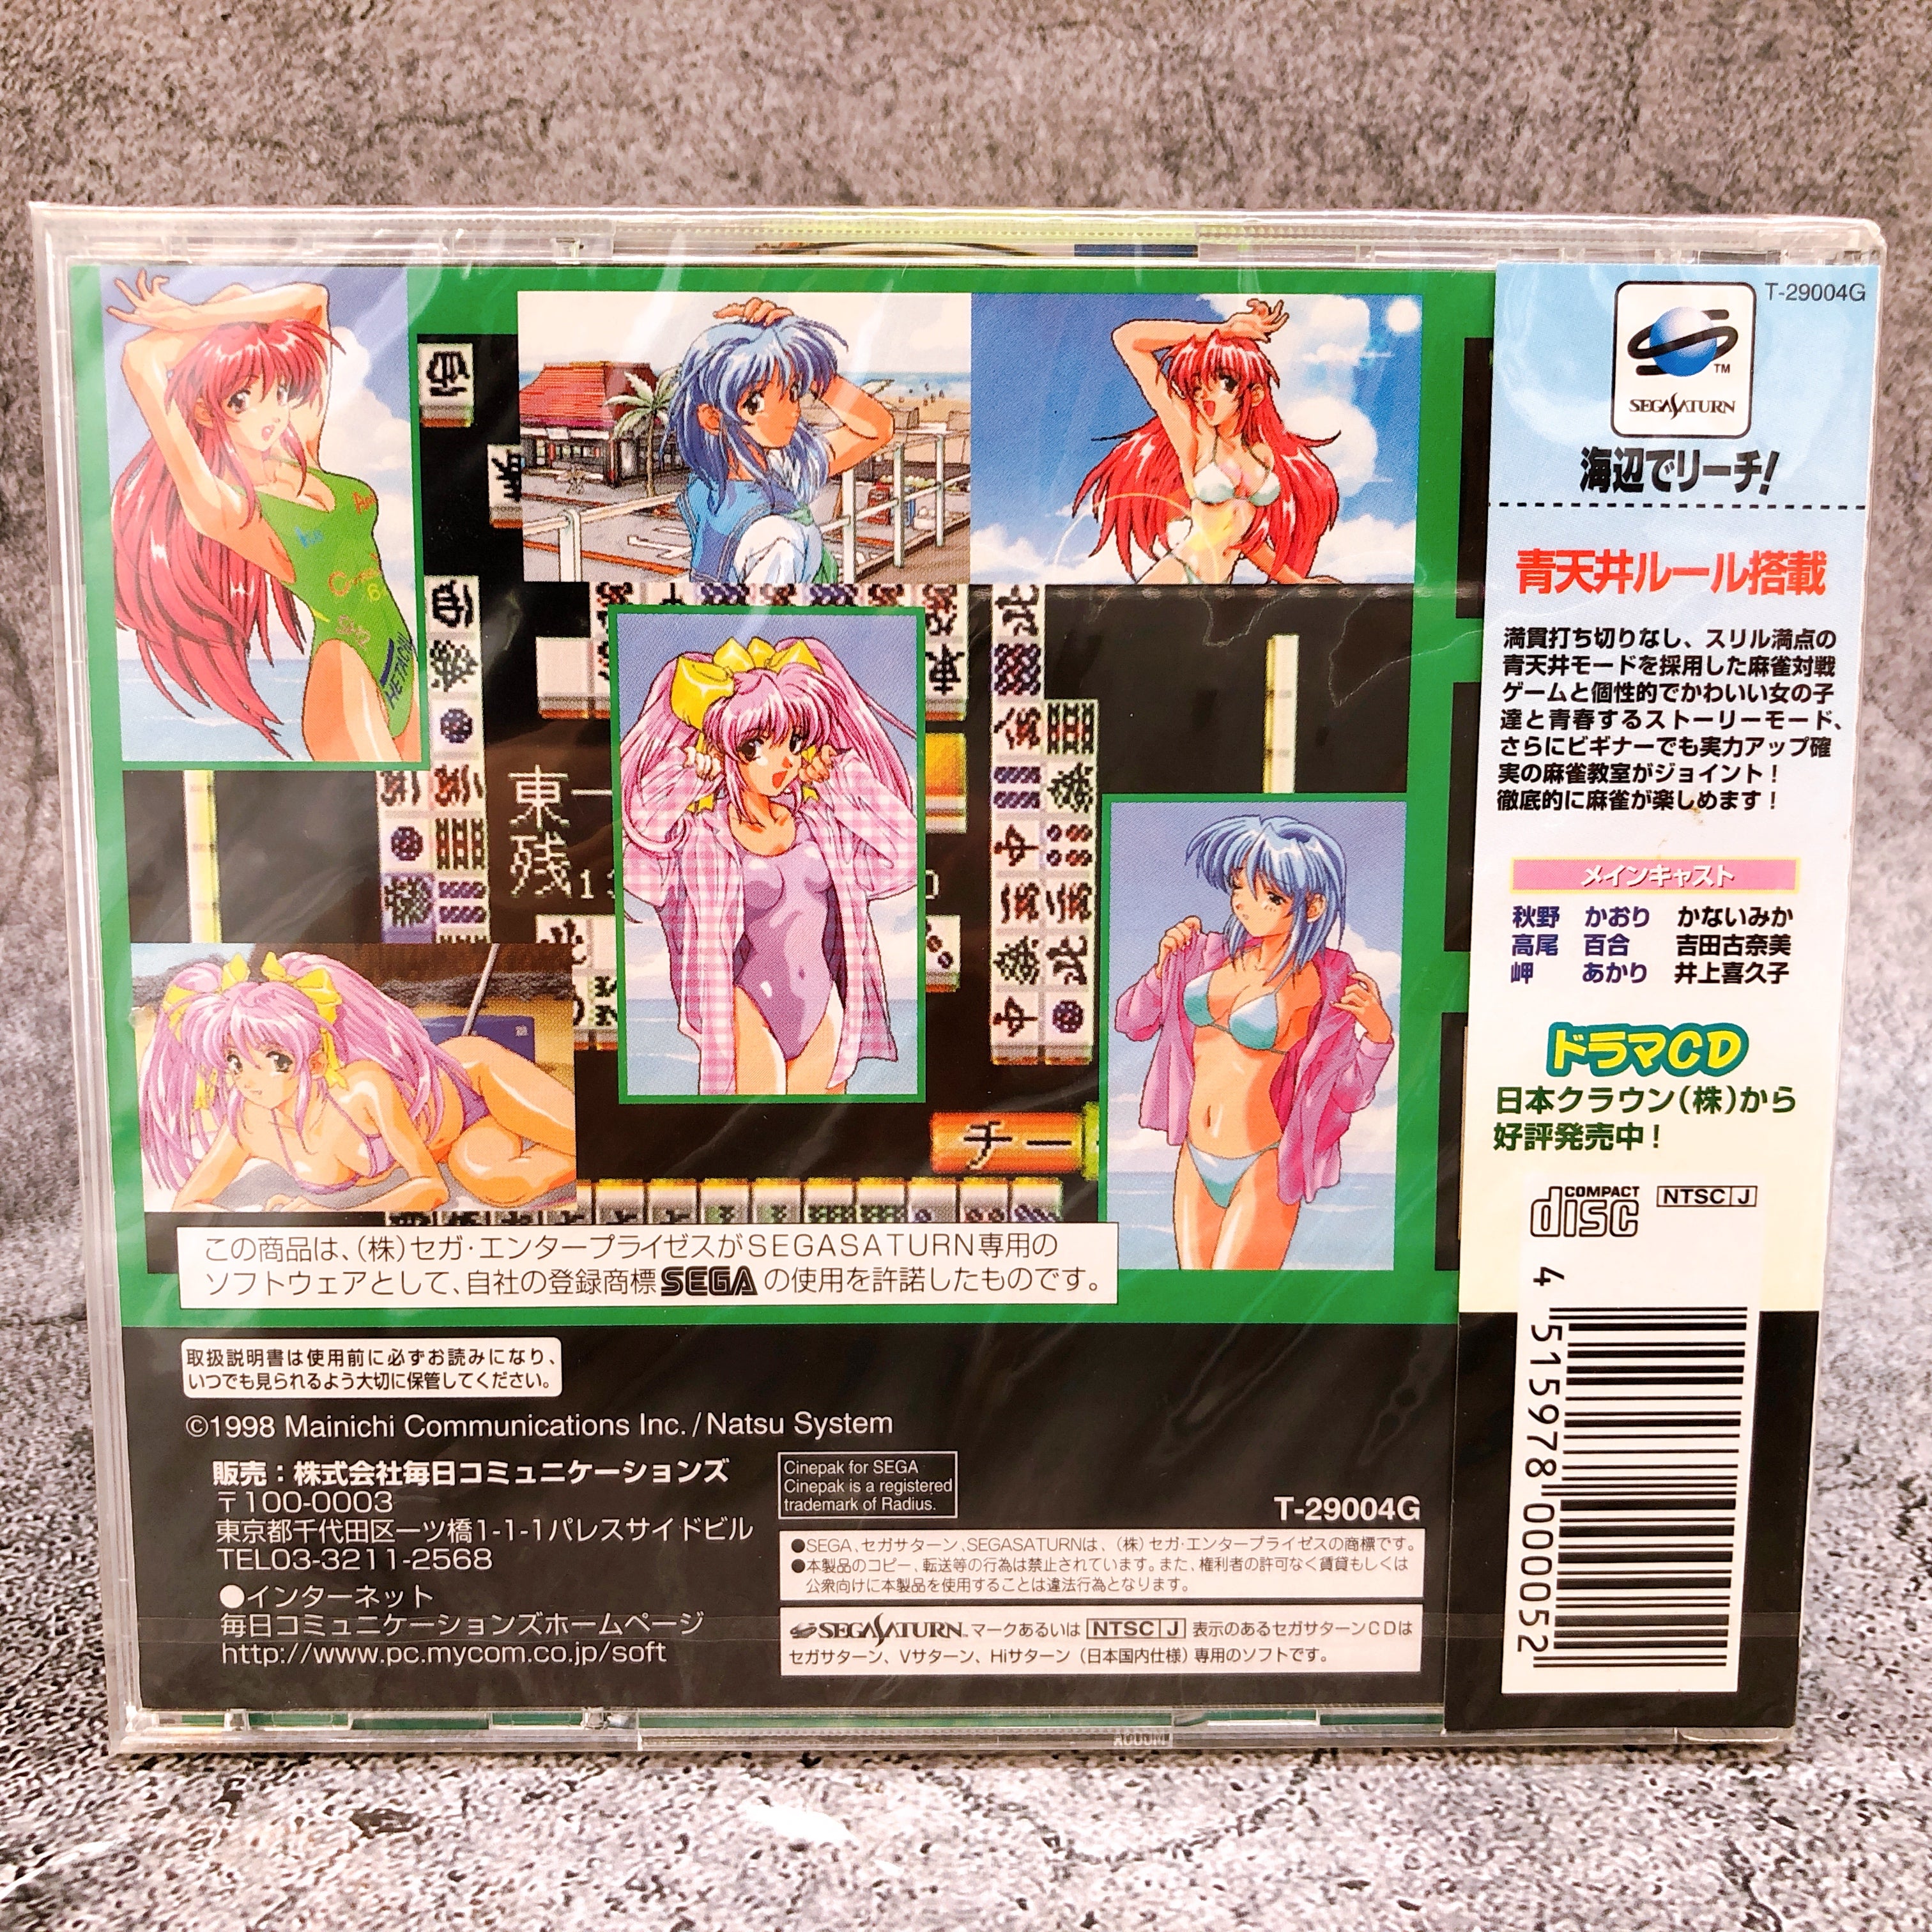 東一
残
チー
この商品は、(株)セガ・エンタープライゼスがSEGASATURN専用の
ソフトウェアとして、自社の登録商標SEGAの使用を許諾したものです。
取扱説明書は使用前に必ずお読みになり、
いつでも見られるよう大切に保管してください。
©1998 Mainichi Communications Inc./Natsu System
販売:株式会社毎日コミュニケーションズ
〒100-0003
東京都千代田区一ツ橋1-1-1パレスサイドビル
TEL03-3211-2568
●インターネット
毎日コミュニケーションズホームページ
http://www.pc.mycom.co.jp/soft
Cinepak for SEGA
Cinepak is a registered
trademark of Radius.
T-29004G
●SEGA、セガサターン、SEGASATURNは、(株)セガ・エンタープライゼスの商標です。
●本製品のコピー、転送等の行為は禁止されています。また、権利者の許可なく賃貸もしくは
公衆向けに本製品を使用することは違法行為となります。
SEGASATURN™マークあるいは NTSC J 表示のあるセガサターンCDは
セガサターン、Vサターン、Hiサターン(日本国内仕様)専用のソフトです。
T-29004G
TM
SEGASATURN
海辺でリーチ!
青天井ルール搭載
満貫打ち切りなし、スリル満点の
青天井モードを採用した麻雀対戦
ゲームと個性的でかわいい女の子
達と青春するストーリーモード、
さらにビギナーでも実力アップ確
実の麻雀教室がジョイント!
徹底的に麻雀が楽しめます!
メインキャスト
秋野 かおり かないみか
高尾 百合 吉田古奈美
岬 あかり 井上喜久子
ドラマCD
日本クラウン(株)から
好評発売中!
COMPACT disc
NTSC J
4 515978 000052